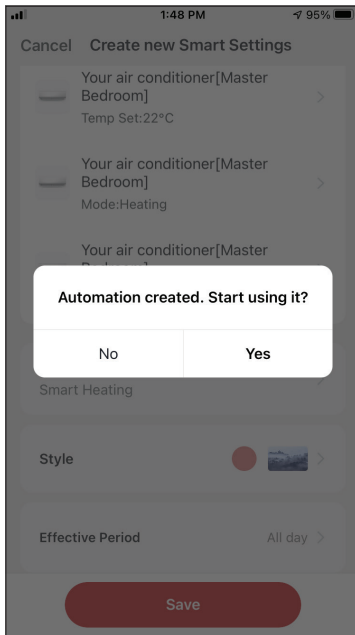 1:48 PM
95%
Cancel Create new Smart Settings
Your air conditioner[Master
Bedroom]
Temp Set:22°C
Your air conditioner[Master
Bedroom]
Mode:Heating
Your air conditioner[Master
Automation created. Start using it?
No Yes
Smart Heating
Style
Effective Period All day
Save